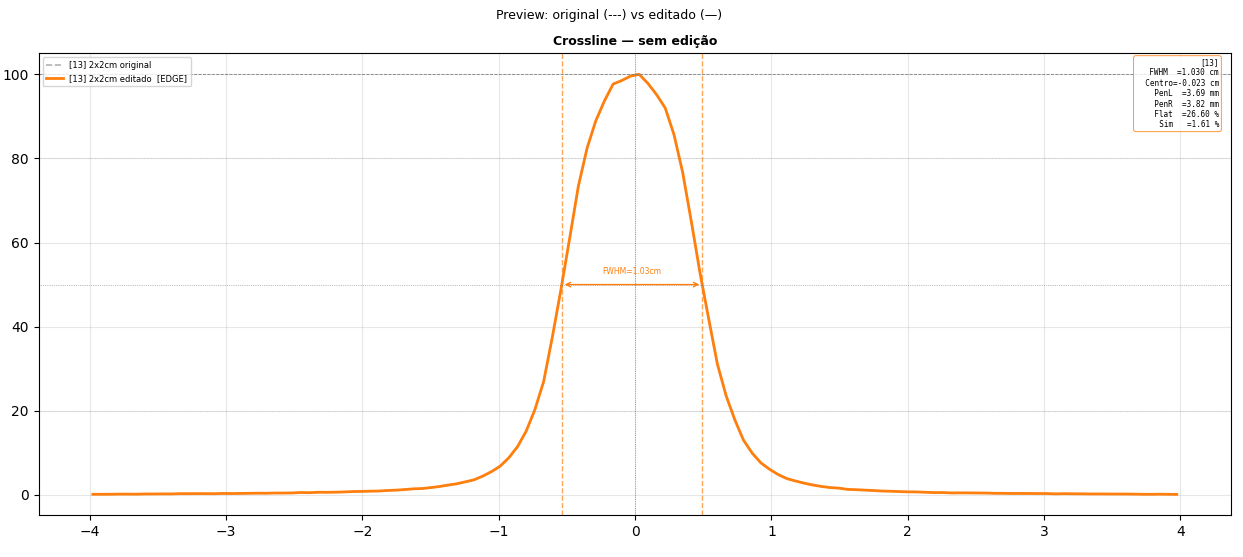 Preview: original (---) vs editado (—)
Crossline — sem edição
[13] 2x2cm original
[13] 2x2cm editado  [EDGE]
[13]
FWHM  =1.030 cm
Centro=-0.023 cm
PenL  =3.69 mm
PenR  =3.82 mm
Flat  =26.60 %
Sim   =1.61 %
FWHM=1.03cm
100
80
60
40
20
0
−4
−3
−2
−1
0
1
2
3
4